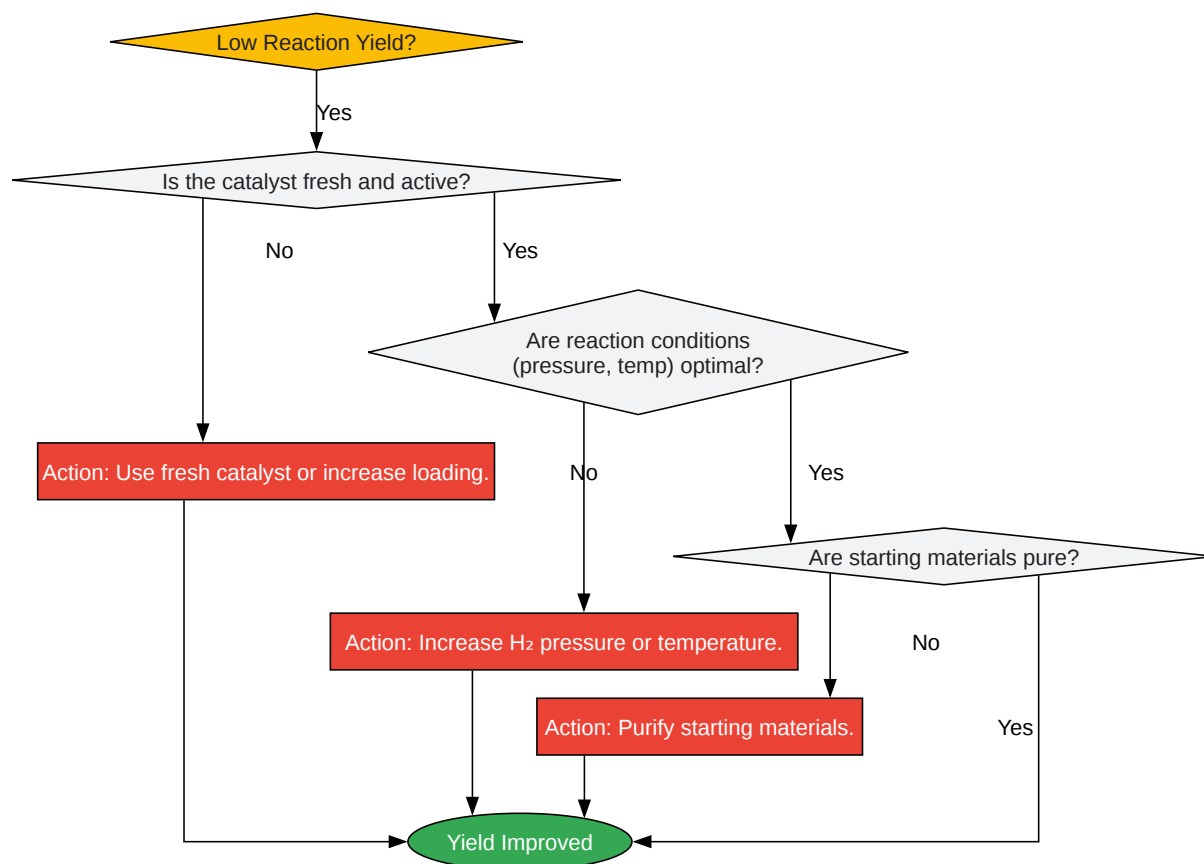 Low Reaction Yield?
Yes
Is the catalyst fresh and active?
No
Yes
Are reaction conditions
(pressure, temp) optimal?
Action: Use fresh catalyst or increase loading.
No
Yes
Are starting materials pure?
Action: Increase H₂ pressure or temperature.
No
Action: Purify starting materials.
Yes
Yield Improved